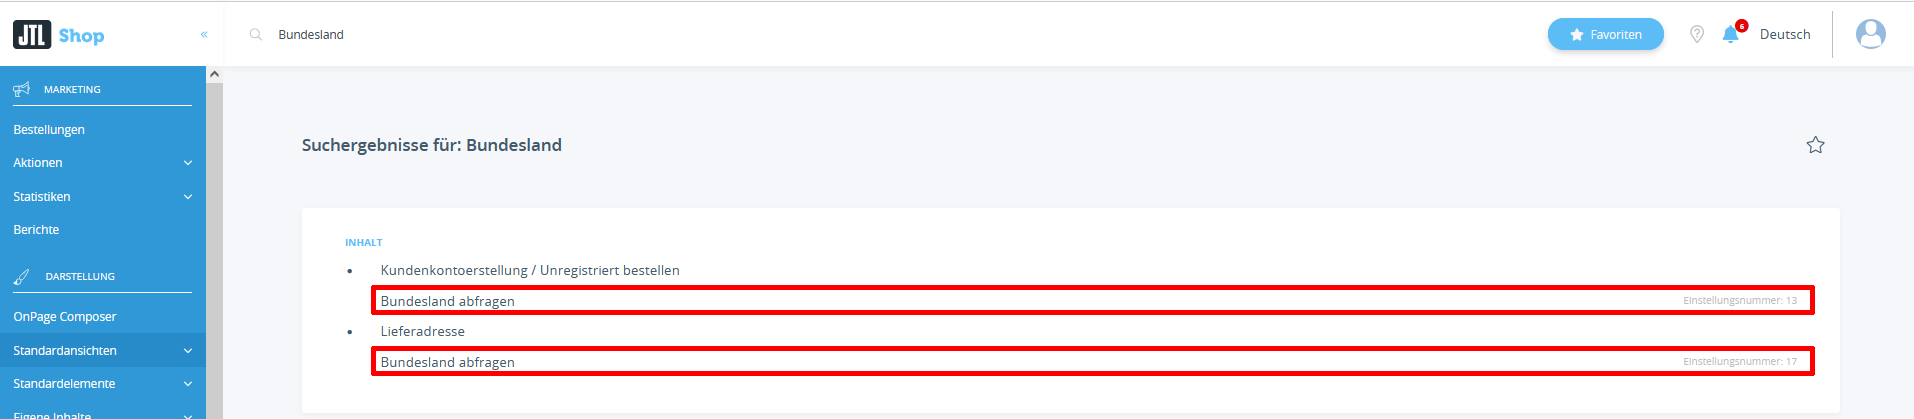 JTL Shop «
Bundesland
Favoriten
6
Deutsch
MARKETING
Bestellungen
Aktionen
Statistiken
Berichte
DARSTELLUNG
OnPage Composer
Standardansichten
Standardelemente
Eigene Inhalte
Suchergebnisse für: Bundesland
INHALT
• Kundenkontoerstellung / Unregistriert bestellen
Bundesland abfragen Einstellungsnummer: 13
• Lieferadresse
Bundesland abfragen Einstellungsnummer: 17